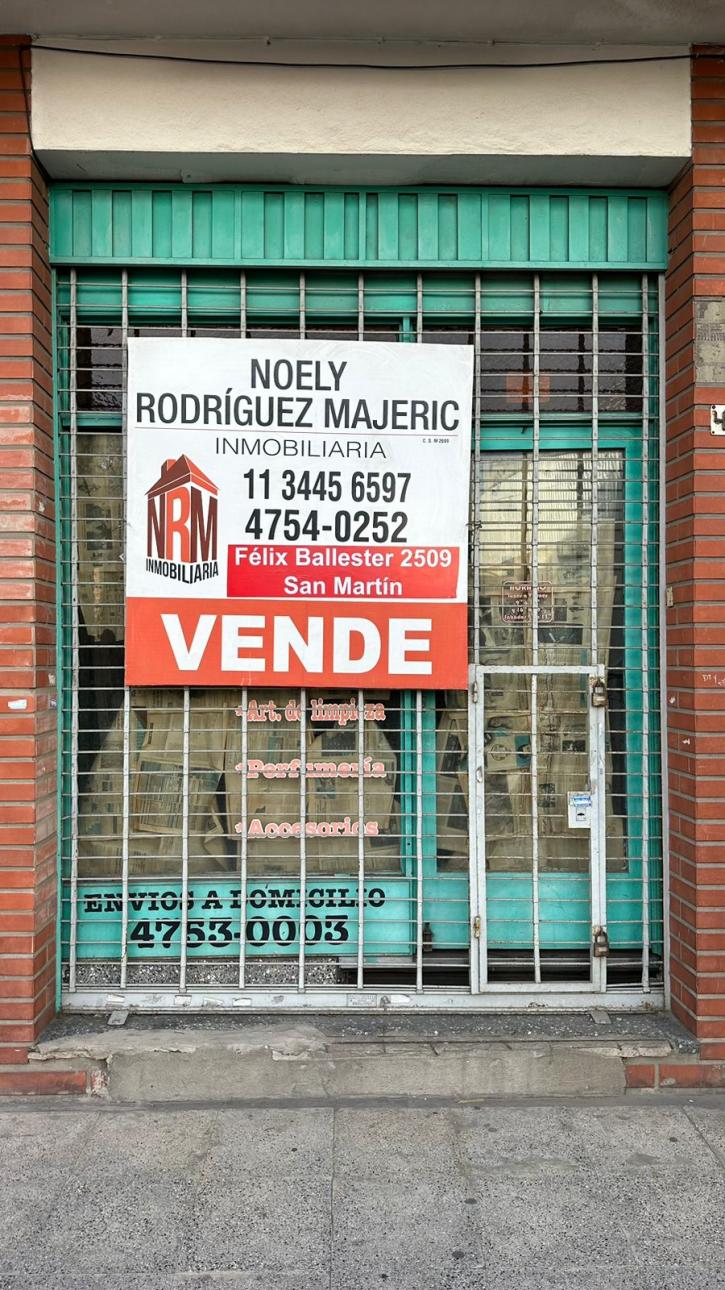 NOELY
RODRÍGUEZ MAJERIC
INMOBILIARIA
NRM
INMOBILIARIA
11 3445 6597
4754-0252
Félix Ballester 2509
San Martín
VENDE
Art. de limpieza
Perfumería
Accesorios
ENVIOS A DOMICILIO
4753-0003